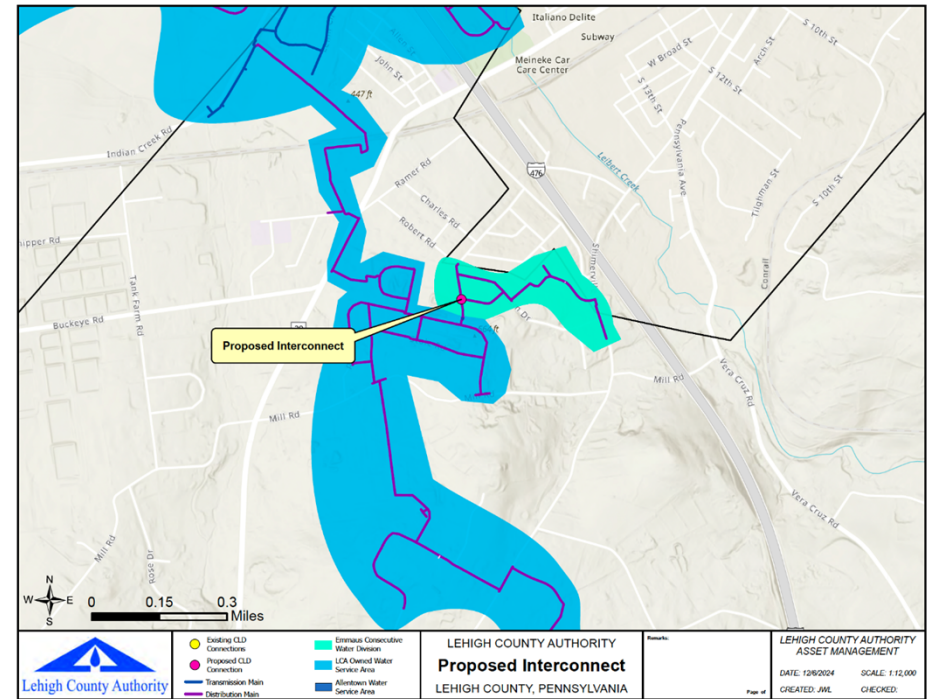 Italiano Delite
Subway
Meineke Car
Care Center
W Broad St
Arch St
S 10th St
S 12th St
S 13th St
John St
447 ft
Indian Creek Rd
476
Leibert Creek
Pennsylvania Ave
Tilghman St
S 10th St
Ramer Rd
Charles Rd
Robert Rd
Tank Farm Rd
Buckeye Rd
Conrail
Proposed Interconnect
Mill Rd
Mill Rd
Vera Cruz Rd
Vera Cruz Rd
Mill Rd
Rose Dr
N
W E
S
0 0.15 0.3
Miles
Lehigh County Authority
Existing CLD
Connections
Proposed CLD
Connection
Transmission Main
Distribution Main
Emmaus Consecutive
Water Division
LCA Owned Water
Service Area
Allentown Water
Service Area
LEHIGH COUNTY AUTHORITY
Proposed Interconnect
LEHIGH COUNTY, PENNSYLVANIA
Remarks:
Page of
LEHIGH COUNTY AUTHORITY
ASSET MANAGEMENT
DATE: 12/6/2024 SCALE: 1:12,000
CREATED: JWL CHECKED: